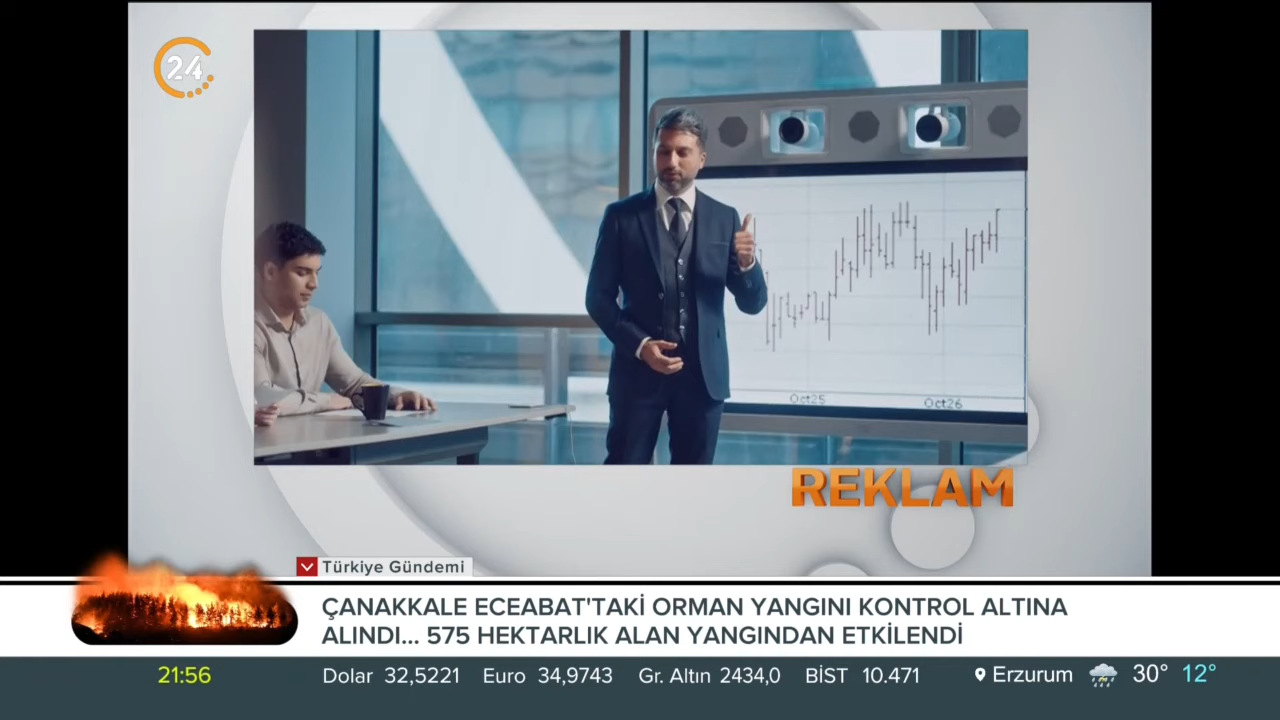 24
Oct25
Oct26
REKLAM
Türkiye Gündemi
ÇANAKKALE ECEABAT'TAKİ ORMAN YANGINI KONTROL ALTINA
ALINDI... 575 HEKTARLIK ALAN YANGINDAN ETKİLENDİ
21:56 Dolar 32,5221 Euro 34,9743 Gr. Altın 2434,0 BİST 10.471 Erzurum 30° 12°